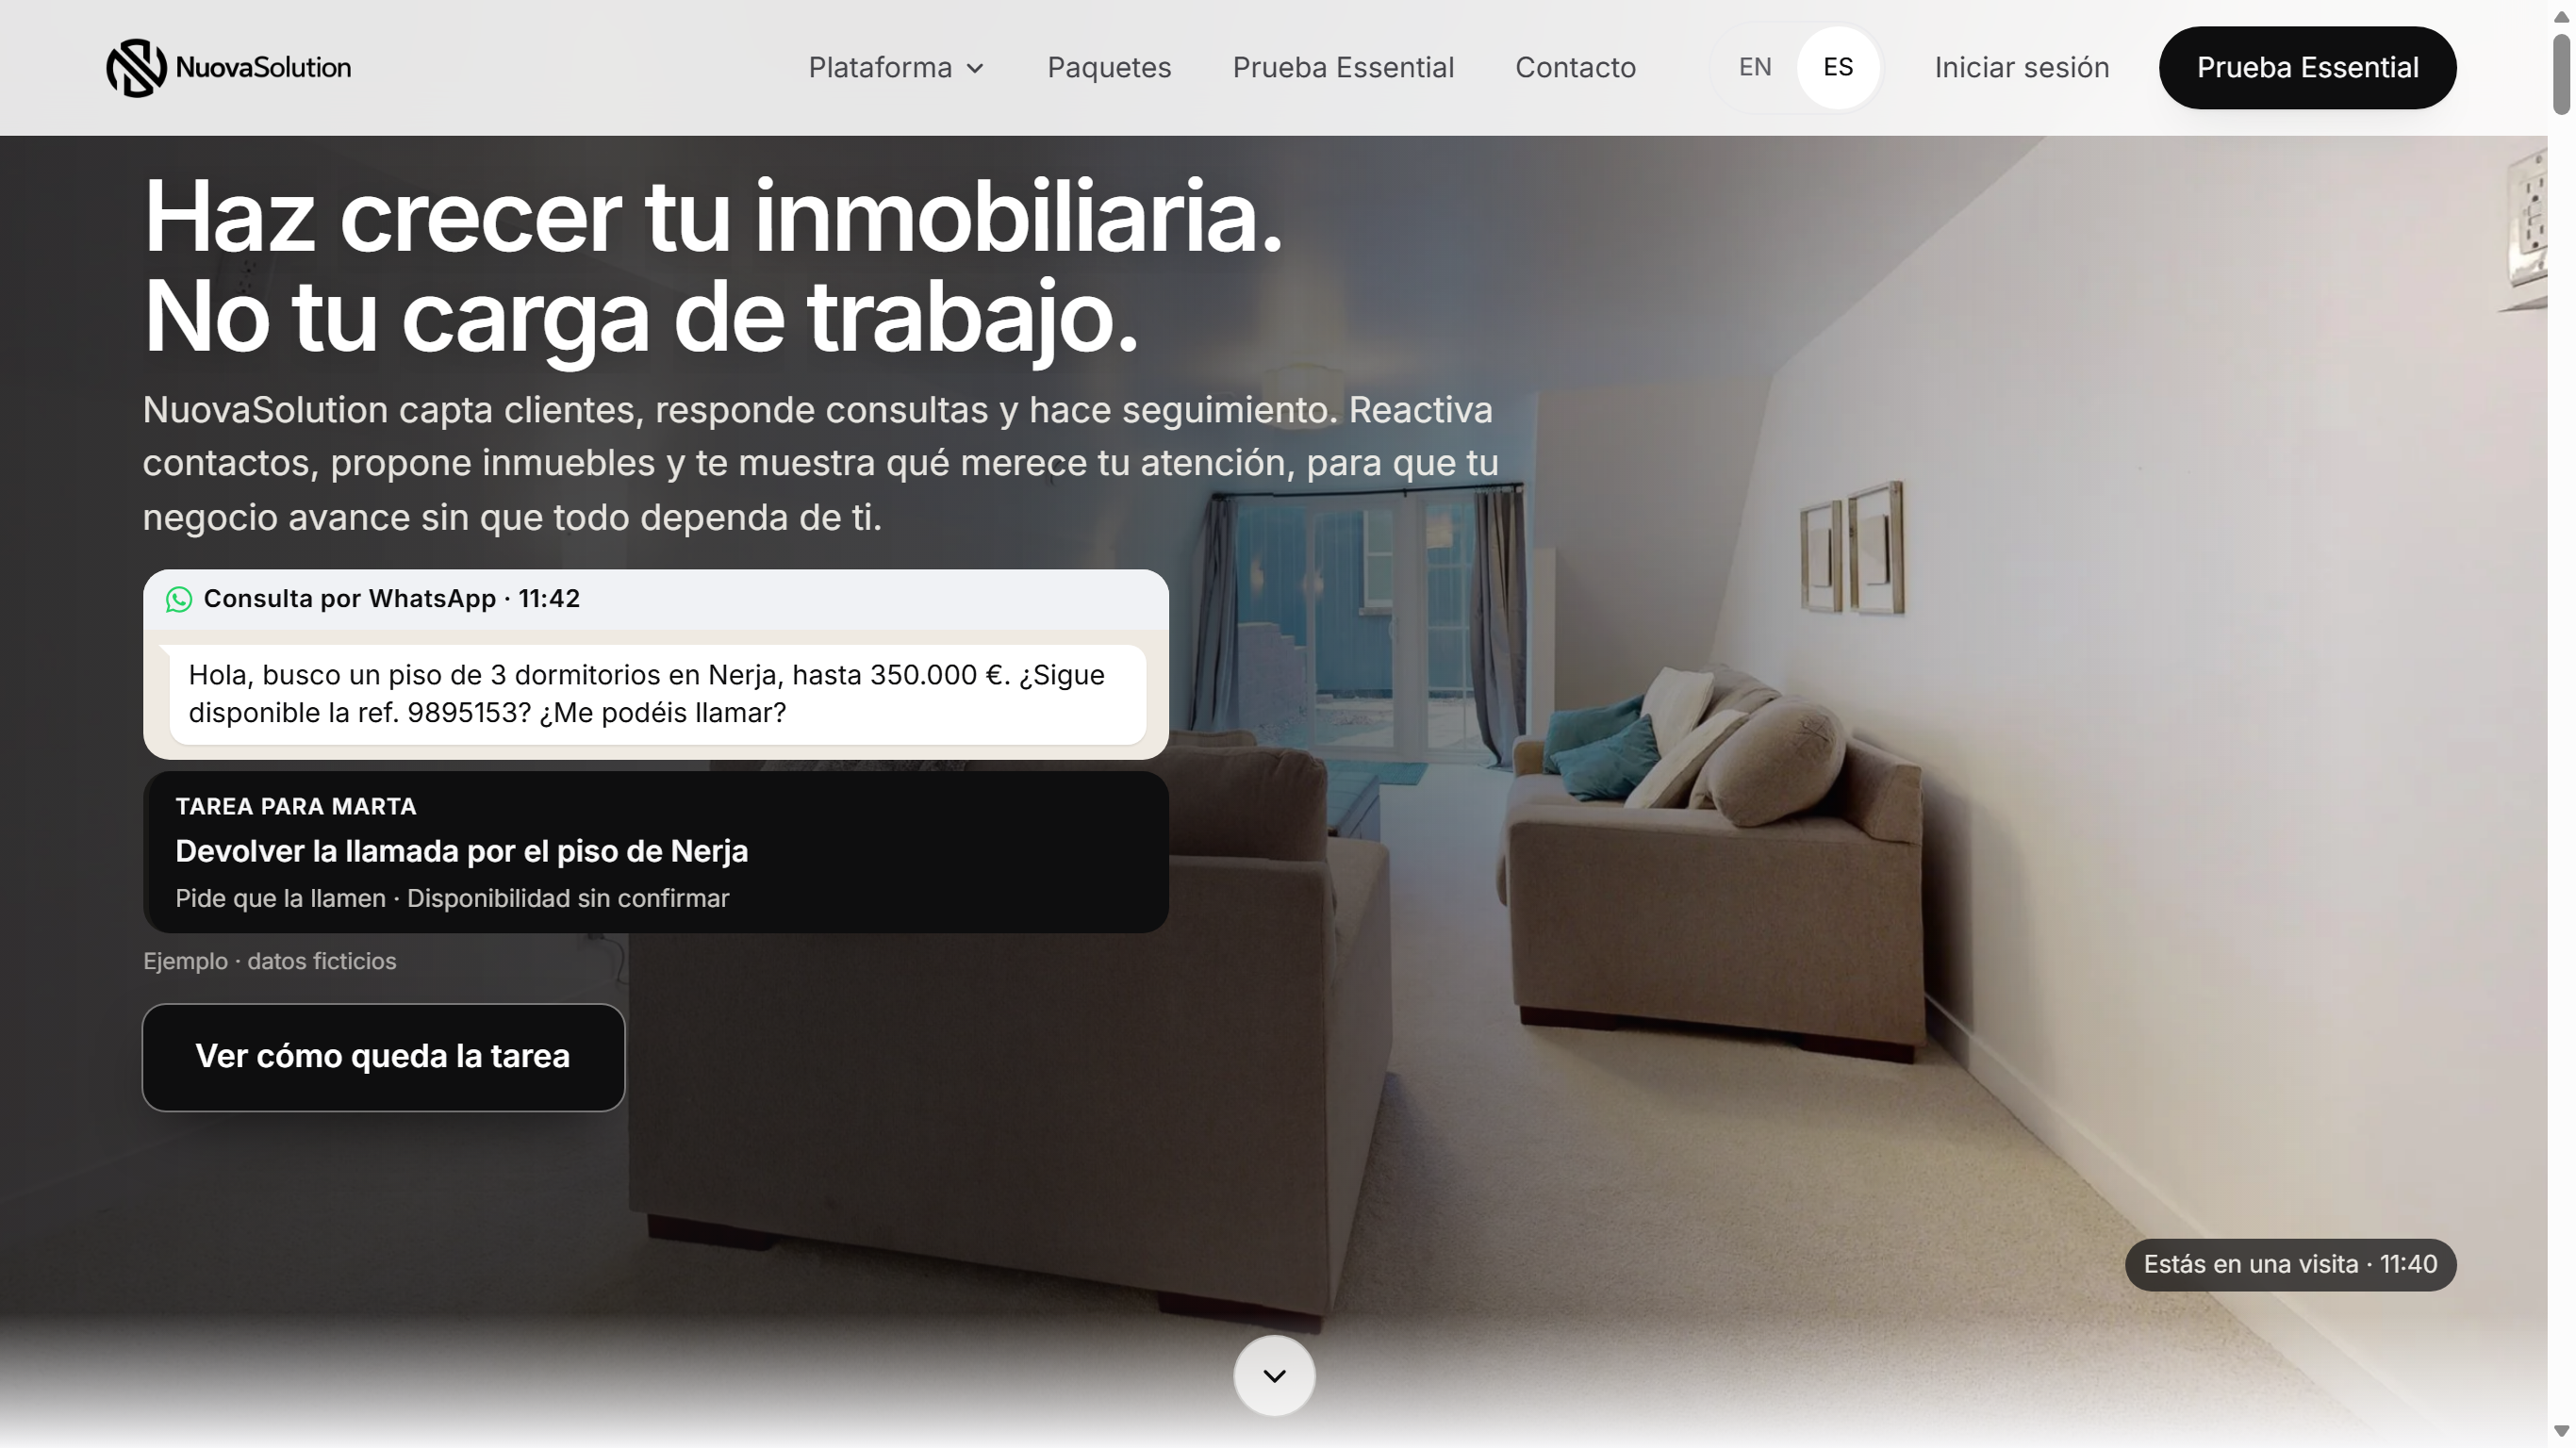 NuovaSolution
Plataforma
Paquetes
Prueba Essential
Contacto
EN
ES
Iniciar sesión
Prueba Essential
Haz crecer tu inmobiliaria.
No tu carga de trabajo.
NuovaSolution capta clientes, responde consultas y hace seguimiento. Reactiva
contactos, propone inmuebles y te muestra qué merece tu atención, para que tu
negocio avance sin que todo dependa de ti.
Consulta por WhatsApp · 11:42
Hola, busco un piso de 3 dormitorios en Nerja, hasta 350.000 €. ¿Sigue
disponible la ref. 9895153? ¿Me podéis llamar?
TAREA PARA MARTA
Devolver la llamada por el piso de Nerja
Pide que la llamen · Disponibilidad sin confirmar
Ejemplo · datos ficticios
Ver cómo queda la tarea
Estás en una visita · 11:40